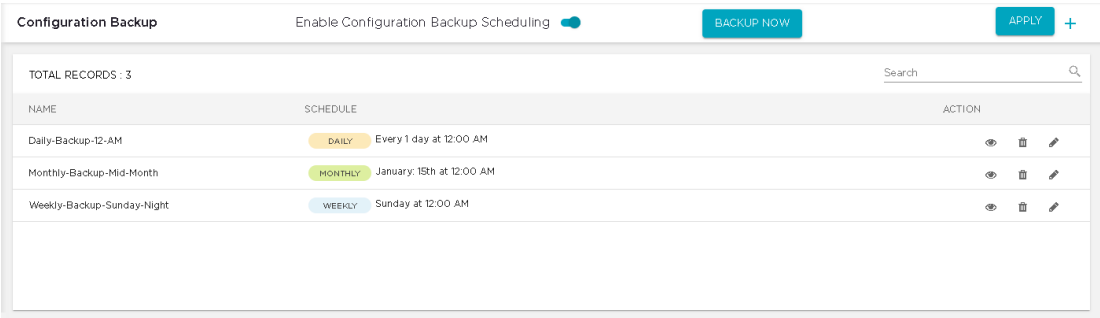 Configuration Backup
Enable Configuration Backup Scheduling
BACKUP NOW
APPLY
+
TOTAL RECORDS : 3
Search
NAME SCHEDULE ACTION
Daily-Backup-12-AM DAILY Every 1 day at 12:00 AM
Monthly-Backup-Mid-Month MONTHLY January: 15th at 12:00 AM
Weekly-Backup-Sunday-Night WEEKLY Sunday at 12:00 AM